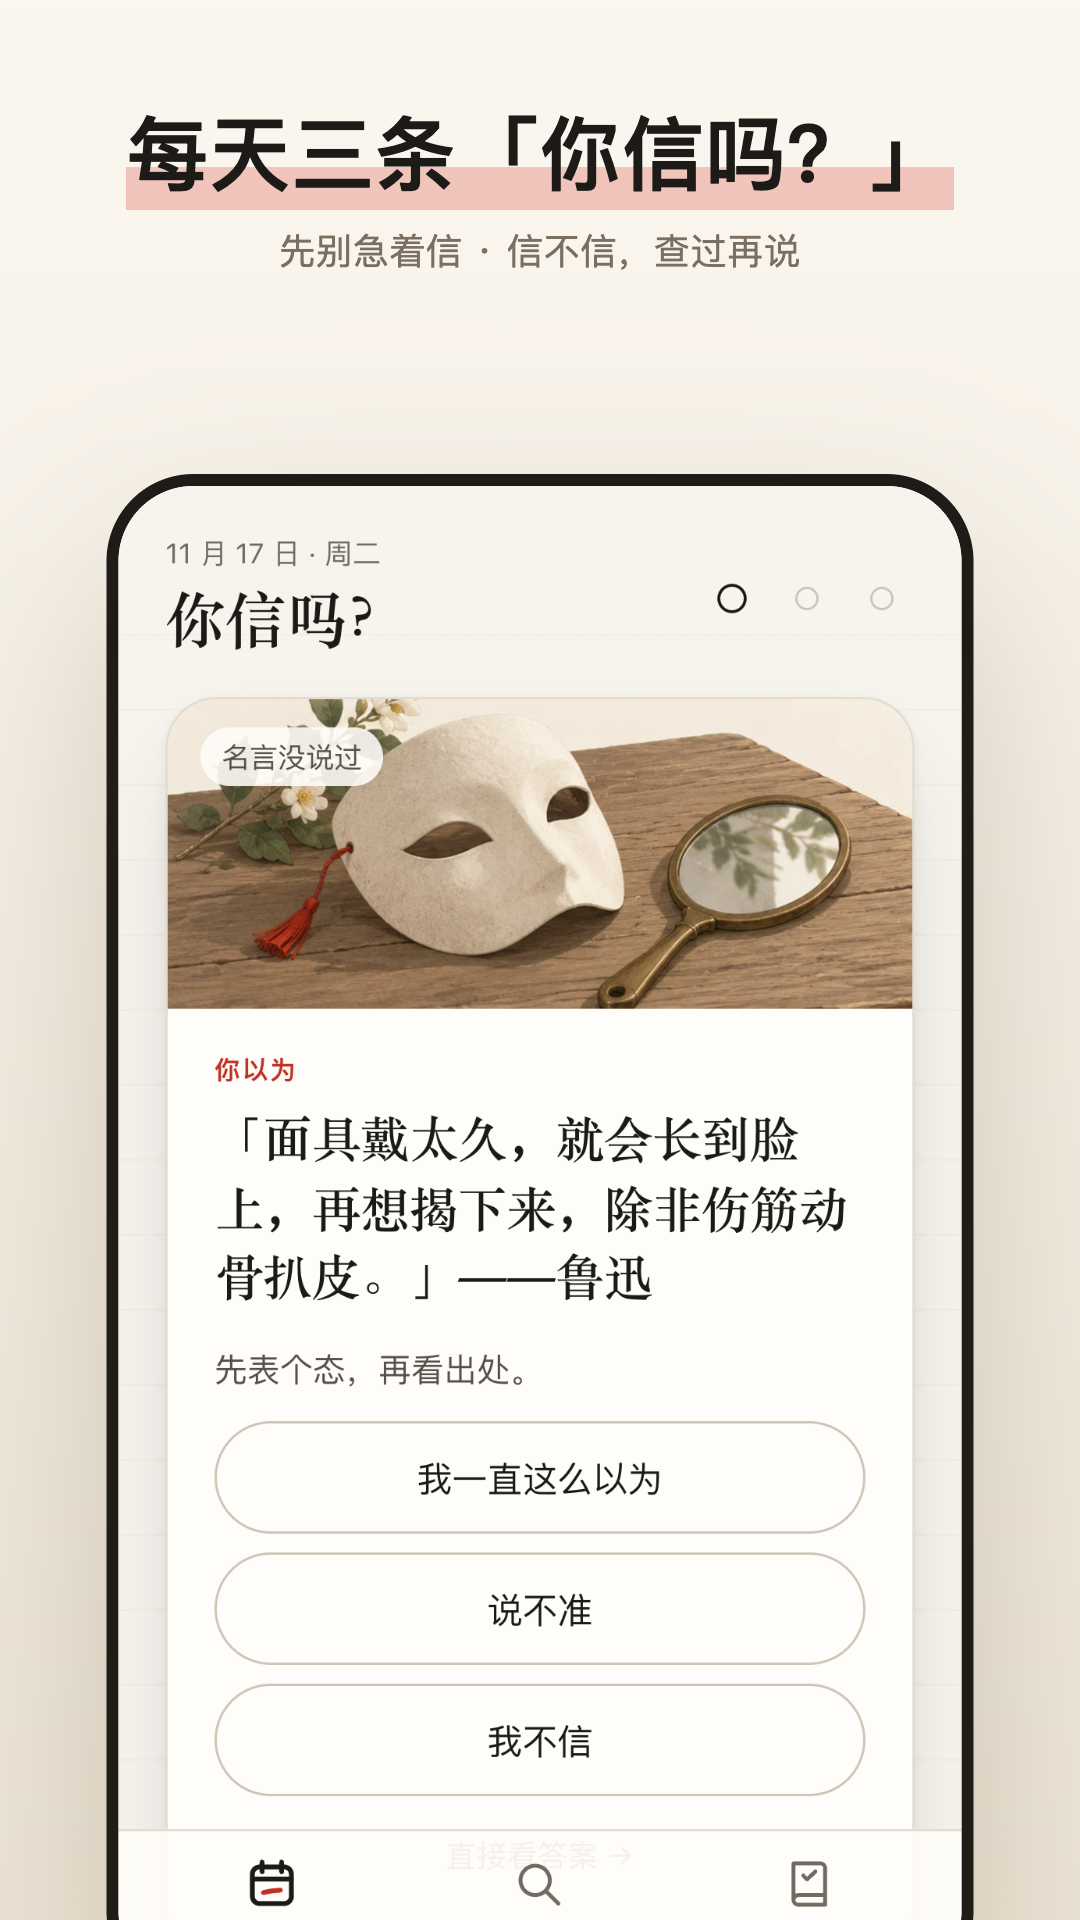 每天三条「你信吗？」
先别急着信 · 信不信，查过再说
11 月 17 日 · 周二
你信吗?
名言没说过
你以为
「面具戴太久，就会长到脸
上，再想揭下来，除非伤筋动
骨扒皮。」——鲁迅
先表个态，再看出处。
我一直这么以为
说不准
我不信
直接看答案 →